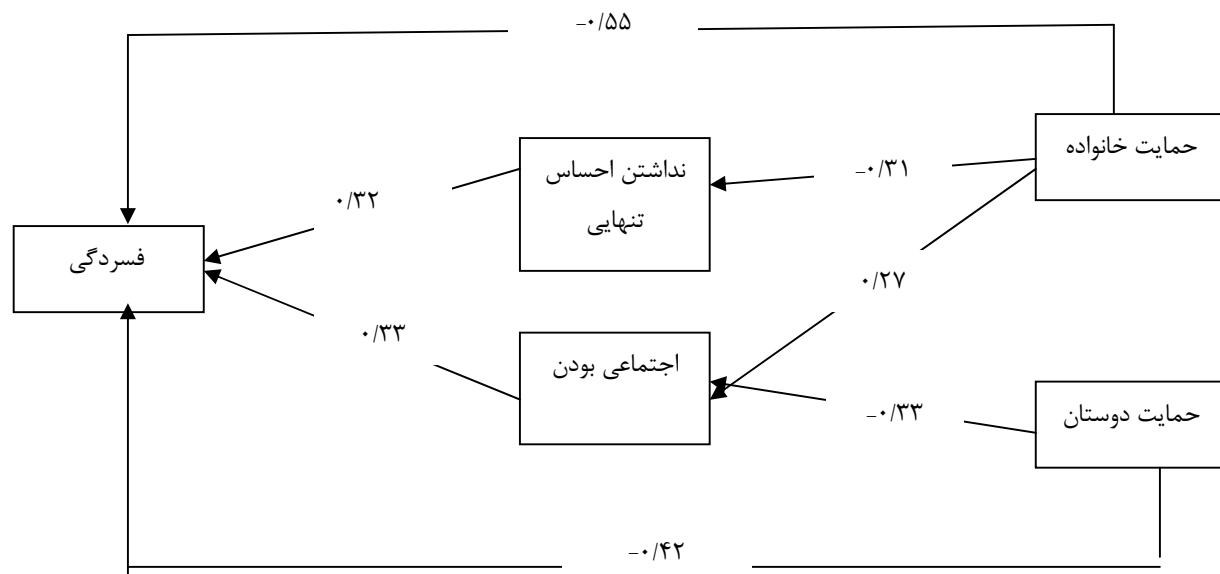 -۰/۵۵
حمایت خانواده
-۰/۳۱
نداشتن احساس
تنهایی
۰/۳۲
فسردگی
۰/۲۷
۰/۳۳
اجتماعی بودن
حمایت دوستان
-۰/۳۳
-۰/۴۲